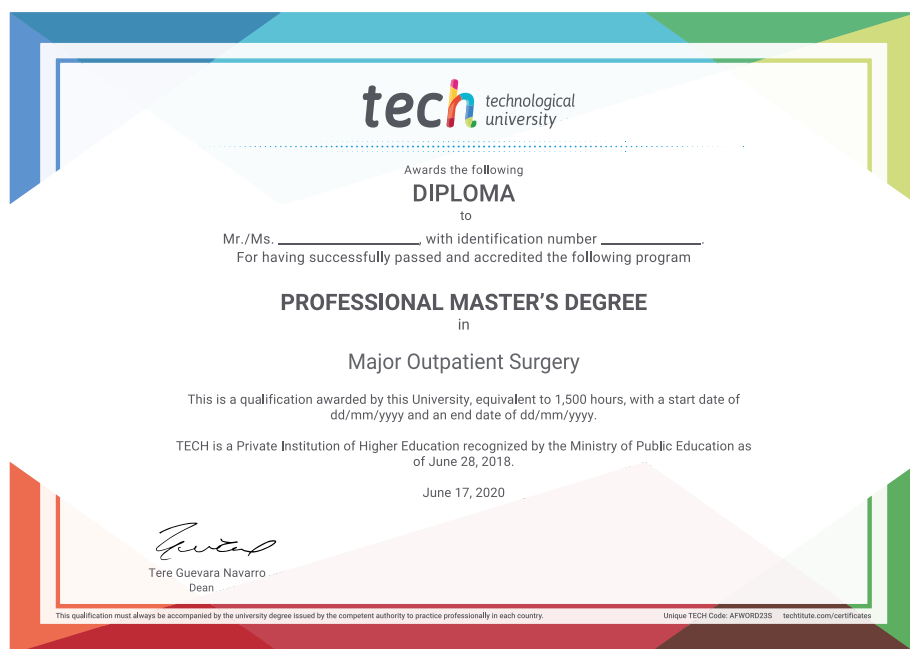 tech technological
university
Awards the following
DIPLOMA
to
Mr./Ms. ____________________, with identification number ______________.
For having successfully passed and accredited the following program
PROFESSIONAL MASTER'S DEGREE
in
Major Outpatient Surgery
This is a qualification awarded by this University, equivalent to 1,500 hours, with a start date of
dd/mm/yyyy and an end date of dd/mm/yyyy.
TECH is a Private Institution of Higher Education recognized by the Ministry of Public Education as
of June 28, 2018.
June 17, 2020
Tere Guevara Navarro
Dean
This qualification must always be accompanied by the university degree issued by the competent authority to practice professionally in each country.
Unique TECH Code: AFWORD23S techtitute.com/certificates